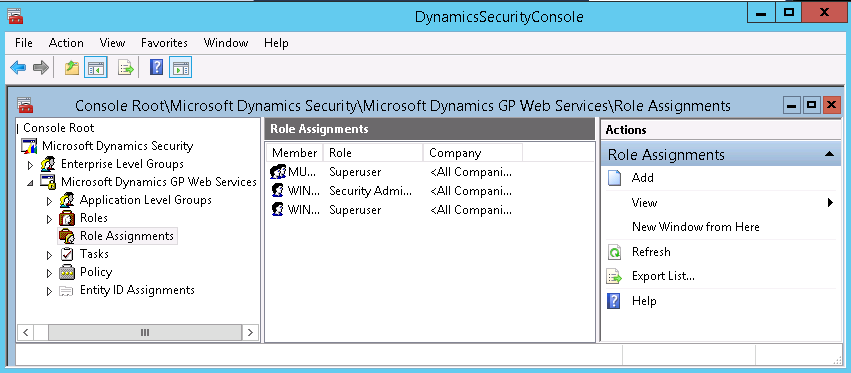 DynamicsSecurityConsole
File Action View Favorites Window Help
Console Root\Microsoft Dynamics Security\Microsoft Dynamics GP Web Services\Role Assignments
Console Root
Microsoft Dynamics Security
Enterprise Level Groups
Microsoft Dynamics GP Web Services
Application Level Groups
Roles
Role Assignments
Tasks
Policy
Entity ID Assignments
Role Assignments
Member Role Company
MU... Superuser <All Compani...
WIN... Security Admi... <All Compani...
WIN... Superuser <All Compani...
Actions
Role Assignments
Add
View
New Window from Here
Refresh
Export List...
Help